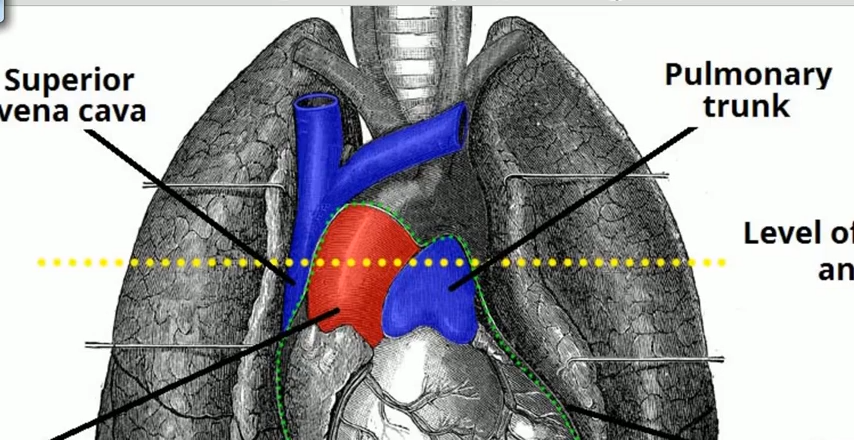 Superior
vena cava
Pulmonary
trunk
Level of
an